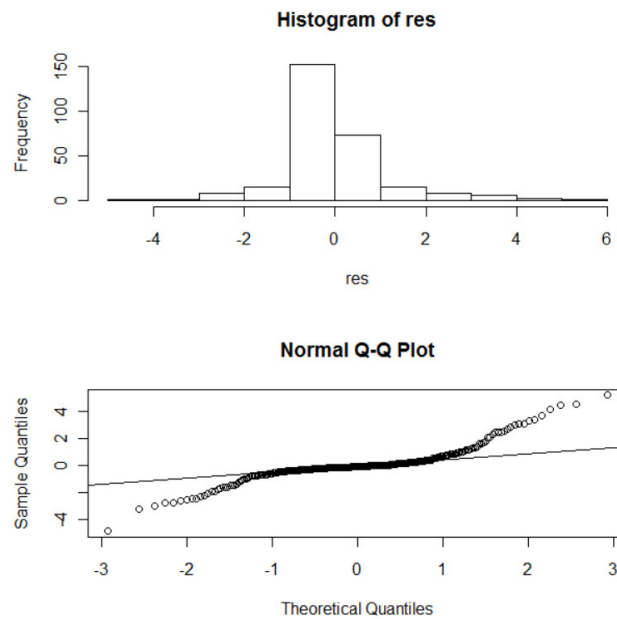 Histogram of res
Frequency
150
100
50
0
-4 -2 0 2 4 6
res
Normal Q-Q Plot
Sample Quantiles
4
2
0
-4
-3 -2 -1 0 1 2 3
Theoretical Quantiles